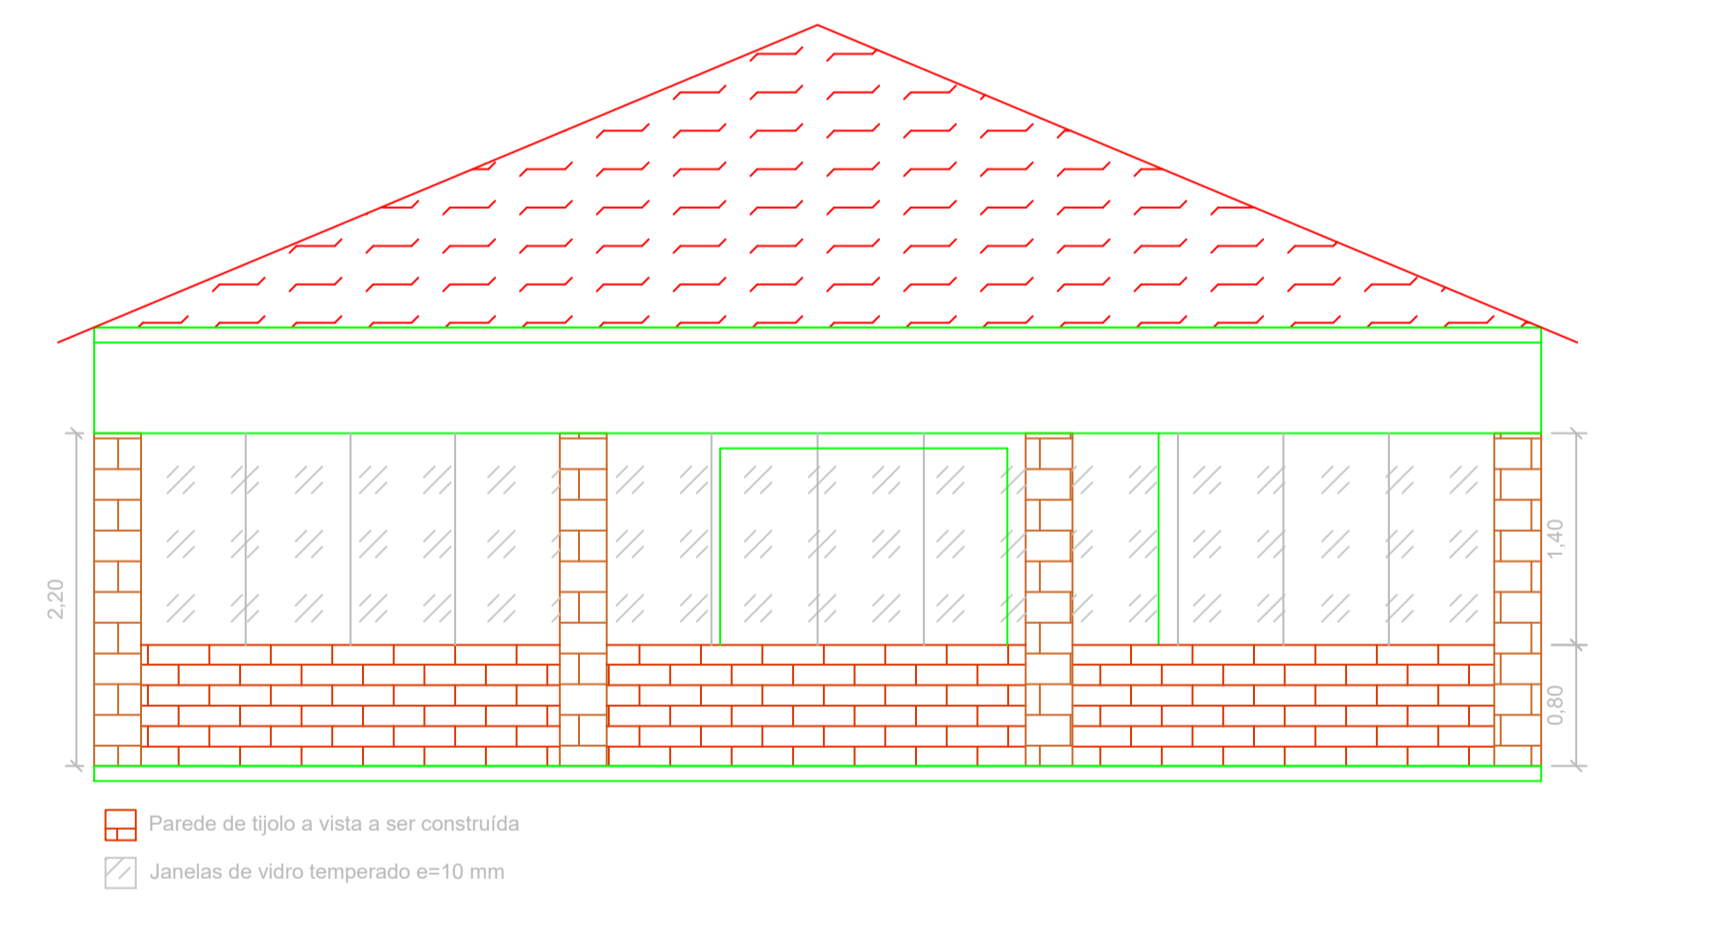 2,20
1,40
0,80
Parede de tijolo a vista a ser construída
Janelas de vidro temperado e=10 mm